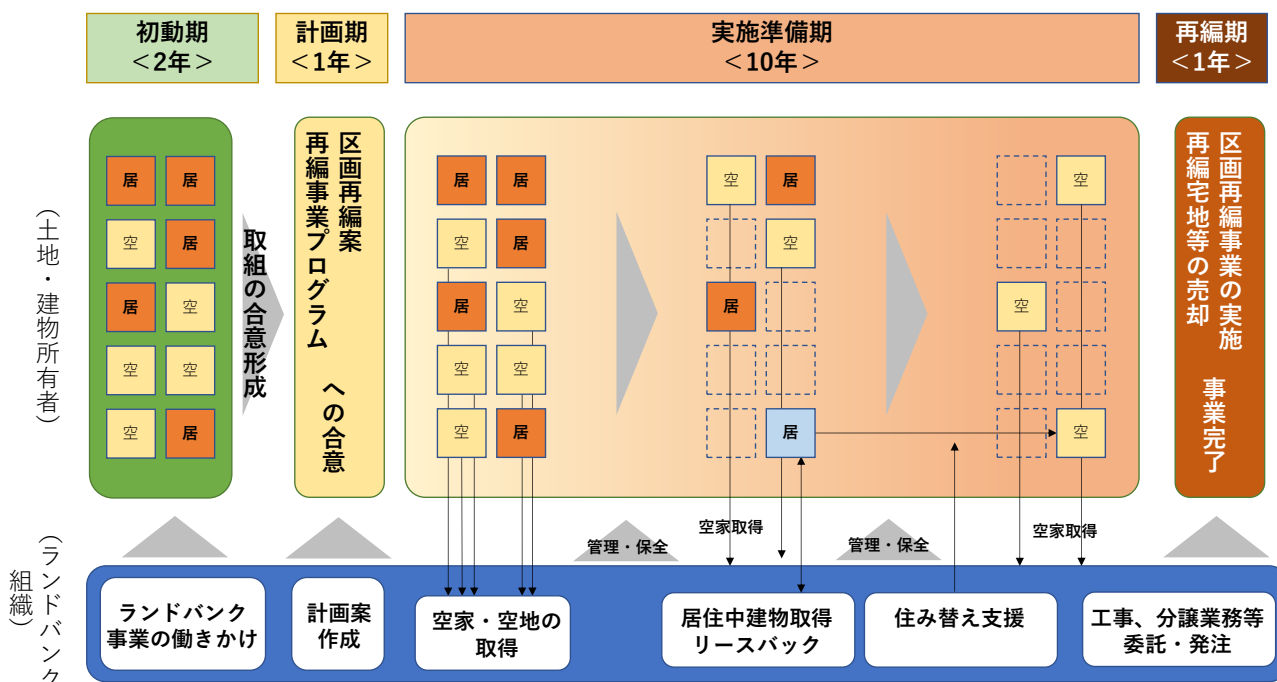 初動期
＜2年＞
計画期
＜1年＞
実施準備期
＜10年＞
再編期
＜1年＞
（土地・建物所有者）
居 居
空 居
居 空
空 空
空 居
取組の合意形成
区画再編案
再編事業プログラム への合意
居 居
空 居
居 空
空 空
空 居
空 居
空
居
居
空
空
空
区画再編事業の実施
再編宅地等の売却 事業完了
管理・保全
空家取得
管理・保全
空家取得
（ランドバンク
組織）
ランドバンク
事業の働きかけ
計画案
作成
空家・空地の
取得
居住中建物取得
リースバック
住み替え支援
工事、分譲業務等
委託・発注